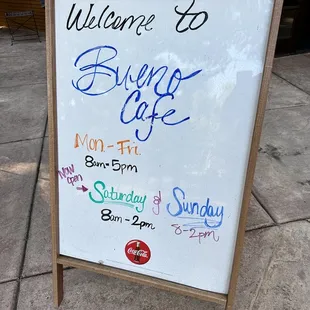 Welcome to
Bueno
Cafe
Mon-Fri.
8am-5pm
Now open → Saturday & Sunday
8am-2pm 8-2pm
Coca-Cola